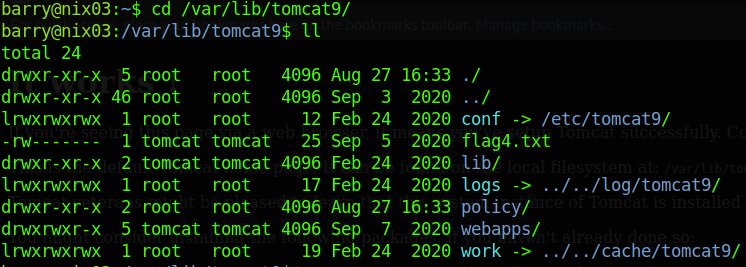 barry@nix03:~$ cd /var/lib/tomcat9/
barry@nix03:/var/lib/tomcat9$ ll
total 24
drwxr-xr-x  5 root   root   4096 Aug 27 16:33 ./
drwxr-xr-x 46 root   root   4096 Sep  3  2020 ../
lrwxrwxrwx  1 root   root     12 Feb 24  2020 conf -> /etc/tomcat9/
-rw-------  1 tomcat tomcat   25 Sep  5  2020 flag4.txt
drwxr-xr-x  2 tomcat tomcat 4096 Feb 24  2020 lib/
lrwxrwxrwx  1 root   root     17 Feb 24  2020 logs -> ../../log/tomcat9/
drwxr-xr-x  2 root   root   4096 Aug 27 16:33 policy/
drwxr-xr-x  5 tomcat tomcat 4096 Sep  7  2020 webapps/
lrwxrwxrwx  1 root   root     19 Feb 24  2020 work -> ../../cache/tomcat9/